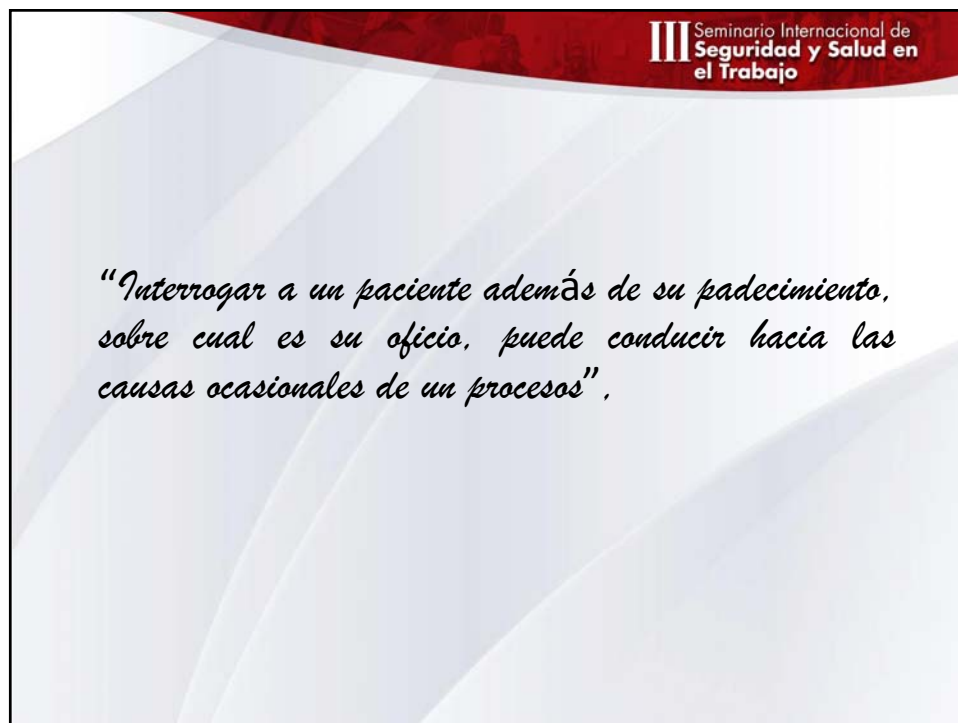 III Seminario Internacional de
Seguridad y Salud en
el Trabajo
“Interrogar a un paciente además de su padecimiento,
sobre cual es su oficio, puede conducir hacia las
causas ocasionales de un procesos”,